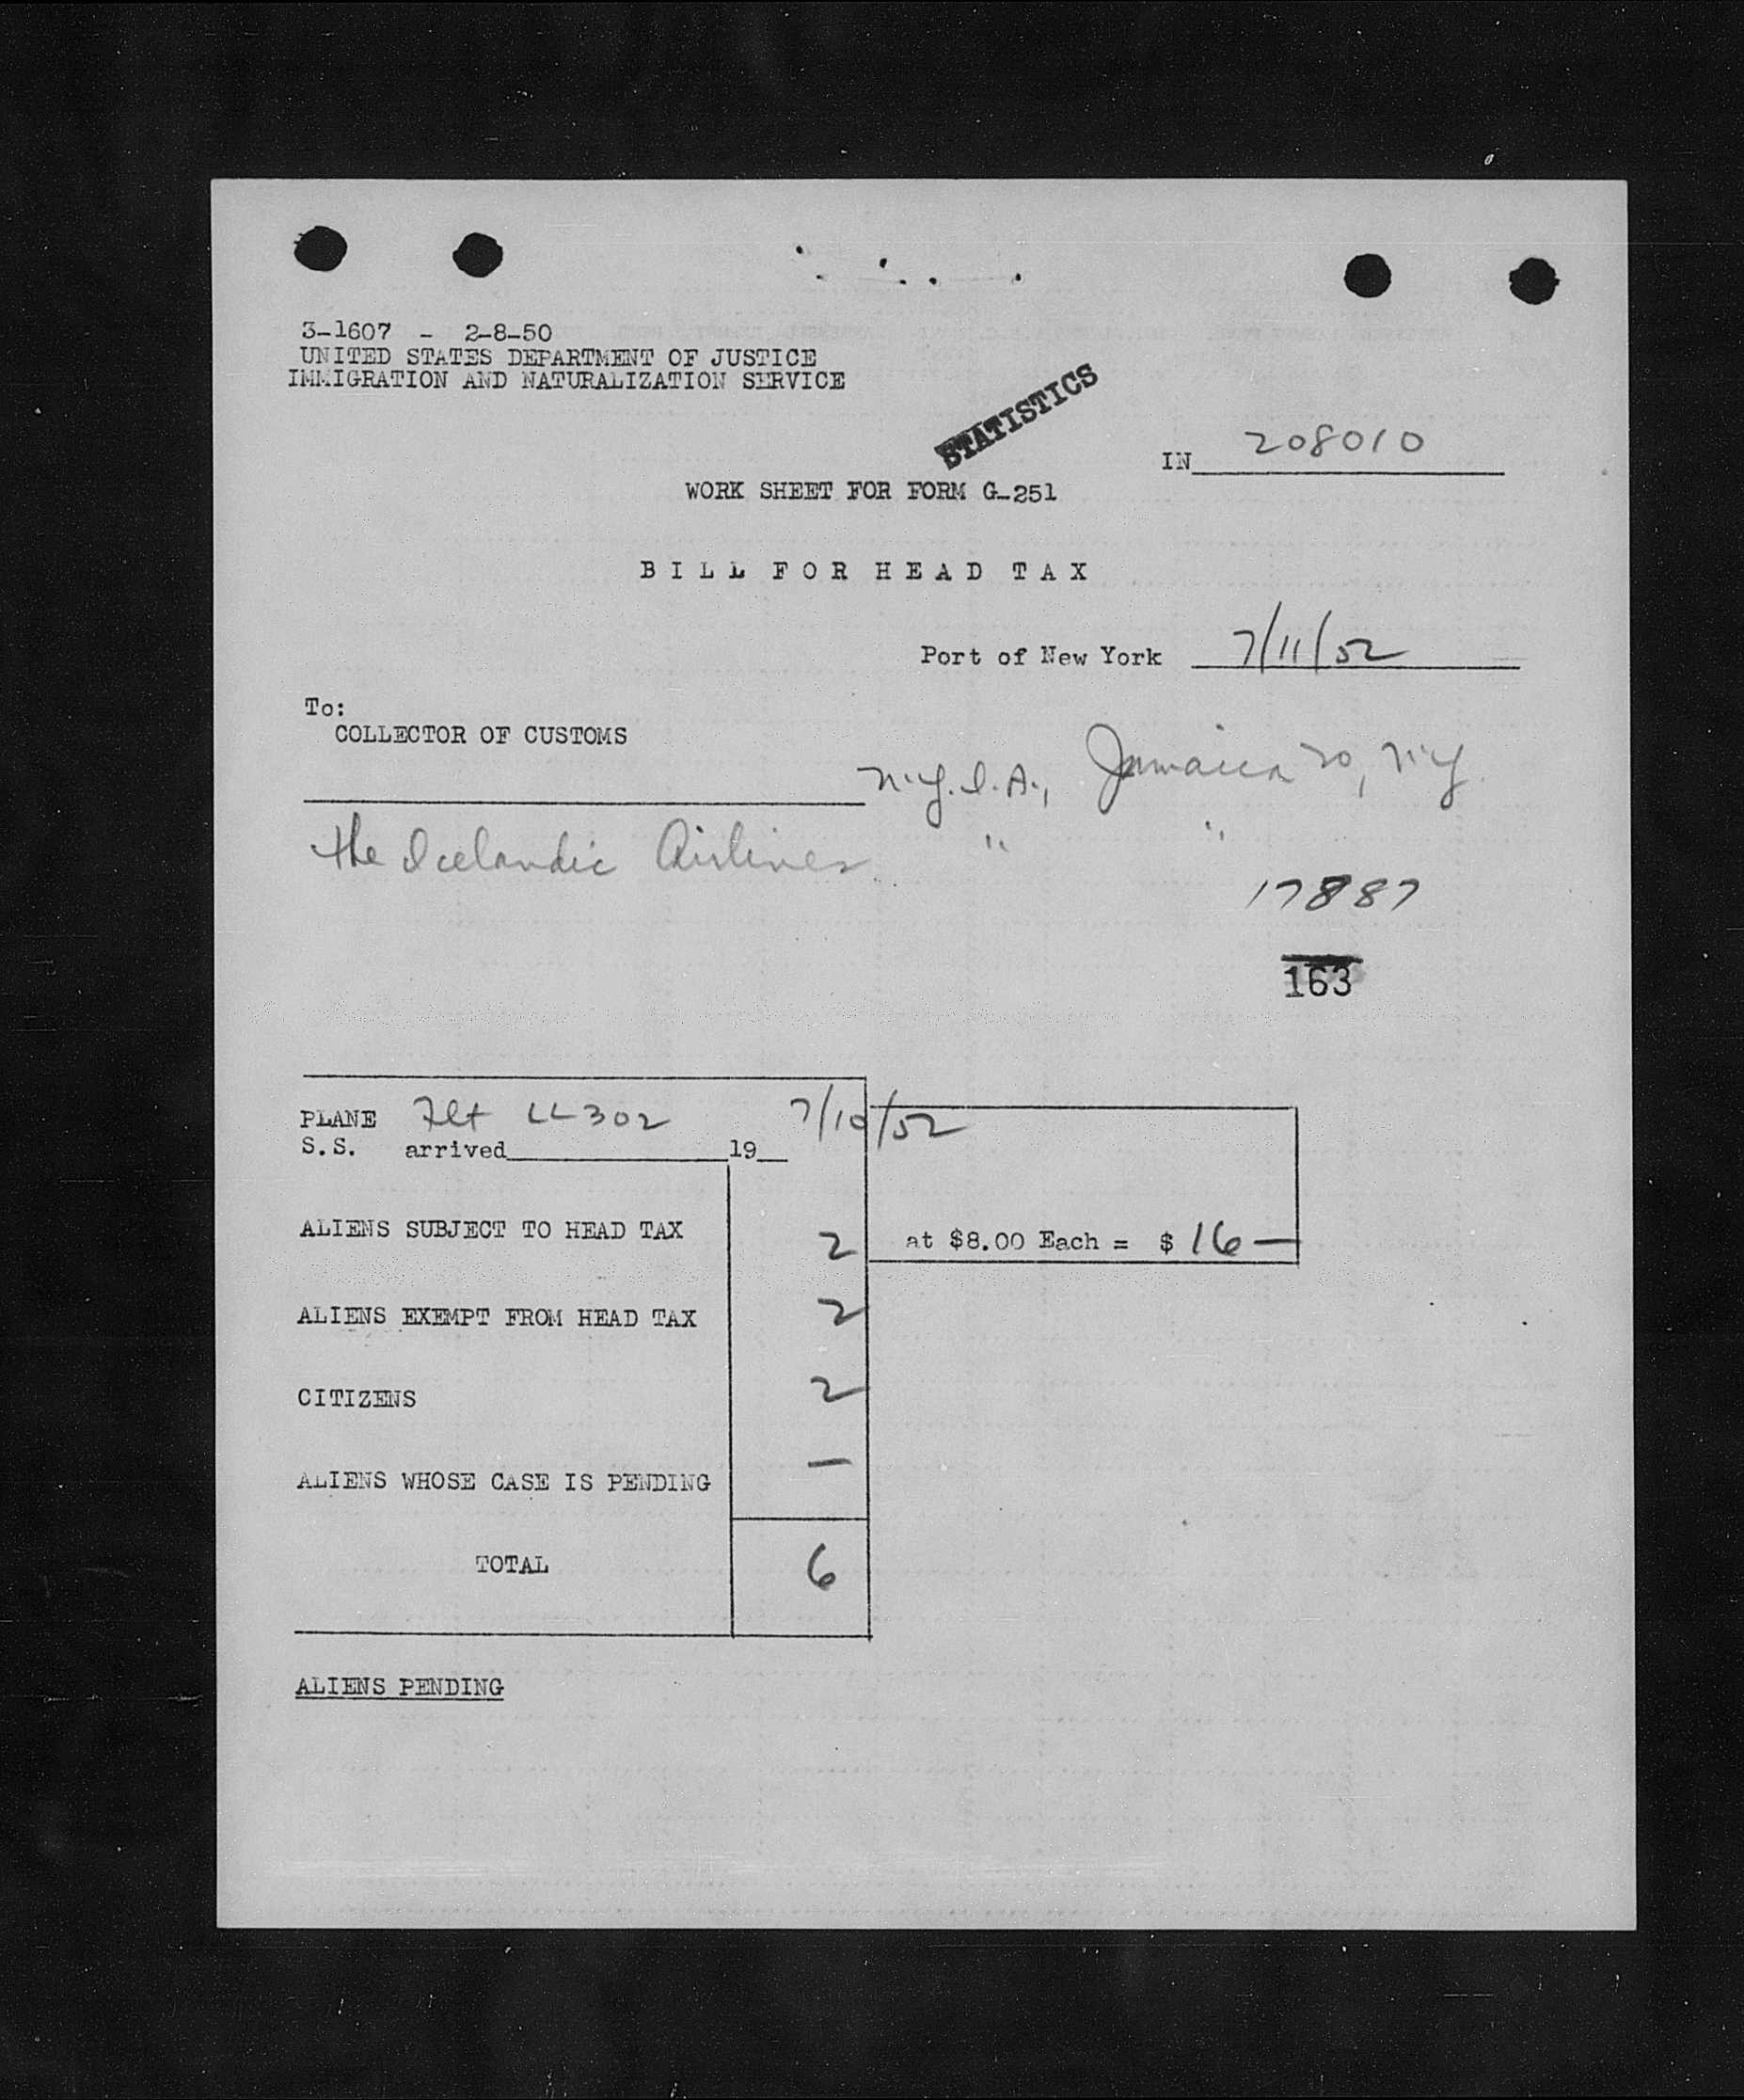 3-1607 - 2-8-50
UNITED STATES DEPARTMENT OF JUSTICE
IMMIGRATION AND NATURALIZATION SERVICE
STATISTICS
IN 208010
WORK SHEET FOR FORM G-251
BILL FOR HEAD TAX
Port of New York 7/11/52
To:
COLLECTOR OF CUSTOMS
N.Y.I.A., Jamaica 20, N.Y.
the Icelandic Airlines " "
17887
163
PLANE Flt LL 302 7/10/52
S.S. arrived 19
ALIENS SUBJECT TO HEAD TAX 2 at $8.00 Each = $ 16 —
ALIENS EXEMPT FROM HEAD TAX 2
CITIZENS 2
ALIENS WHOSE CASE IS PENDING —
TOTAL 6
ALIENS PENDING